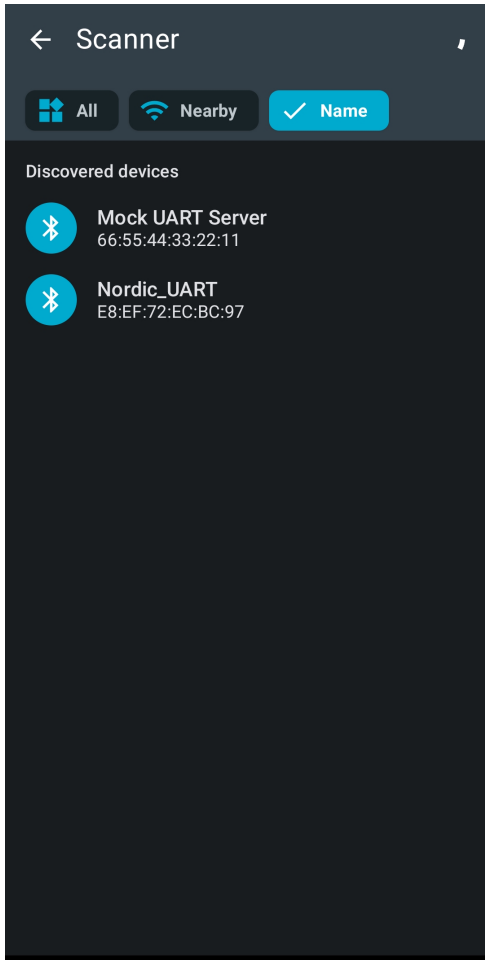 Scanner
All
Nearby
Name
Discovered devices
Mock UART Server
66:55:44:33:22:11
Nordic_UART
E8:EF:72:EC:BC:97